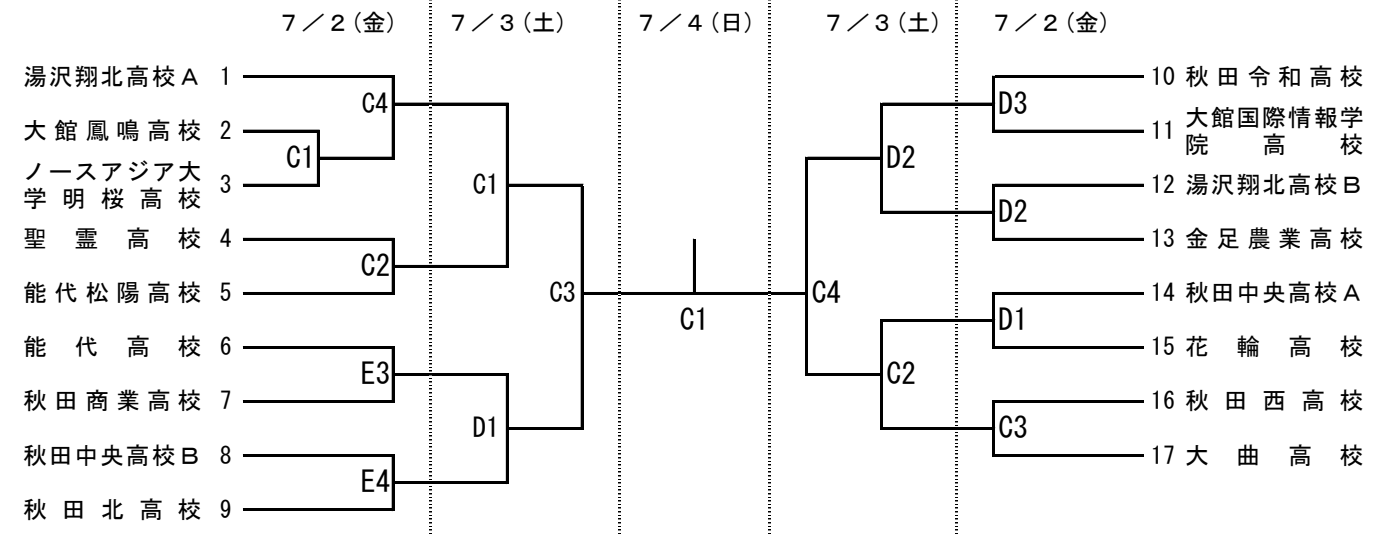 7/2(金) 7/3(土) 7/4(日) 7/3(土) 7/2(金)
湯沢翔北高校A 1
大館鳳鳴高校 2
ノースアジア大
学明桜高校 3
聖霊高校 4
能代松陽高校 5
能代高校 6
秋田商業高校 7
秋田中央高校B 8
秋田北高校 9
C4
C1
C2
E3
E4
C1
D1
C3
C1
C4
D2
C2
D3
D2
D1
C3
10 秋田令和高校
11 大館国際情報学
院高校
12 湯沢翔北高校B
13 金足農業高校
14 秋田中央高校A
15 花輪高校
16 秋田西高校
17 大曲高校